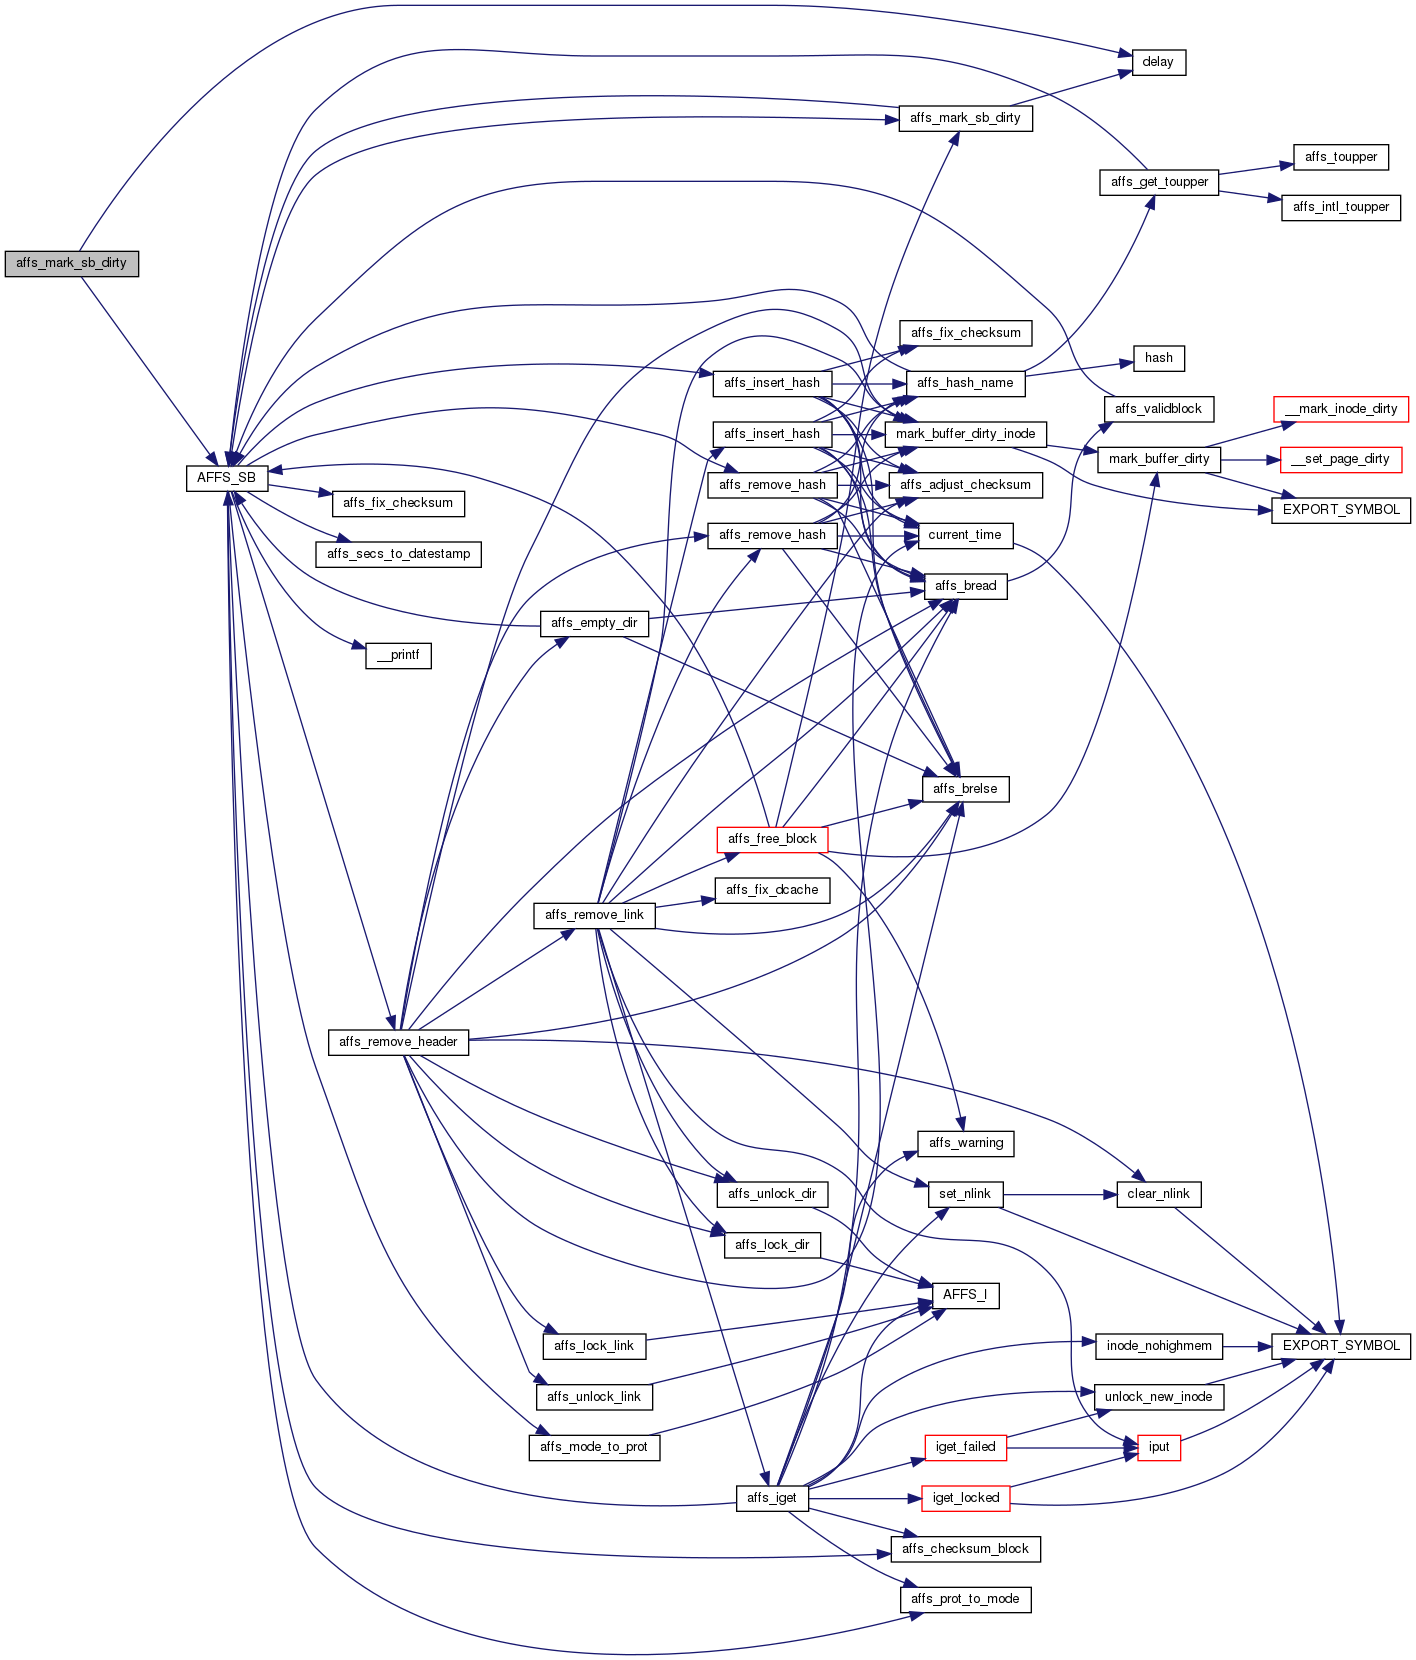 delay
affs_mark_sb_dirty
affs_toupper
affs_get_toupper
affs_intl_toupper
affs_mark_sb_dirty
affs_fix_checksum
hash
affs_insert_hash
affs_hash_name
affs_validblock
__mark_inode_dirty
affs_insert_hash
mark_buffer_dirty_inode
mark_buffer_dirty
__set_page_dirty
AFFS_SB
affs_remove_hash
affs_adjust_checksum
affs_fix_checksum
EXPORT_SYMBOL
affs_remove_hash
current_time
affs_secs_to_datestamp
affs_bread
affs_empty_dir
__printf
affs_brelse
affs_free_block
affs_fix_dcache
affs_remove_link
affs_remove_header
affs_warning
affs_unlock_dir
set_nlink
clear_nlink
affs_lock_dir
AFFS_I
affs_lock_link
inode_nohighmem
EXPORT_SYMBOL
affs_unlock_link
unlock_new_inode
affs_mode_to_prot
iget_failed
iput
affs_iget
iget_locked
affs_checksum_block
affs_prot_to_mode